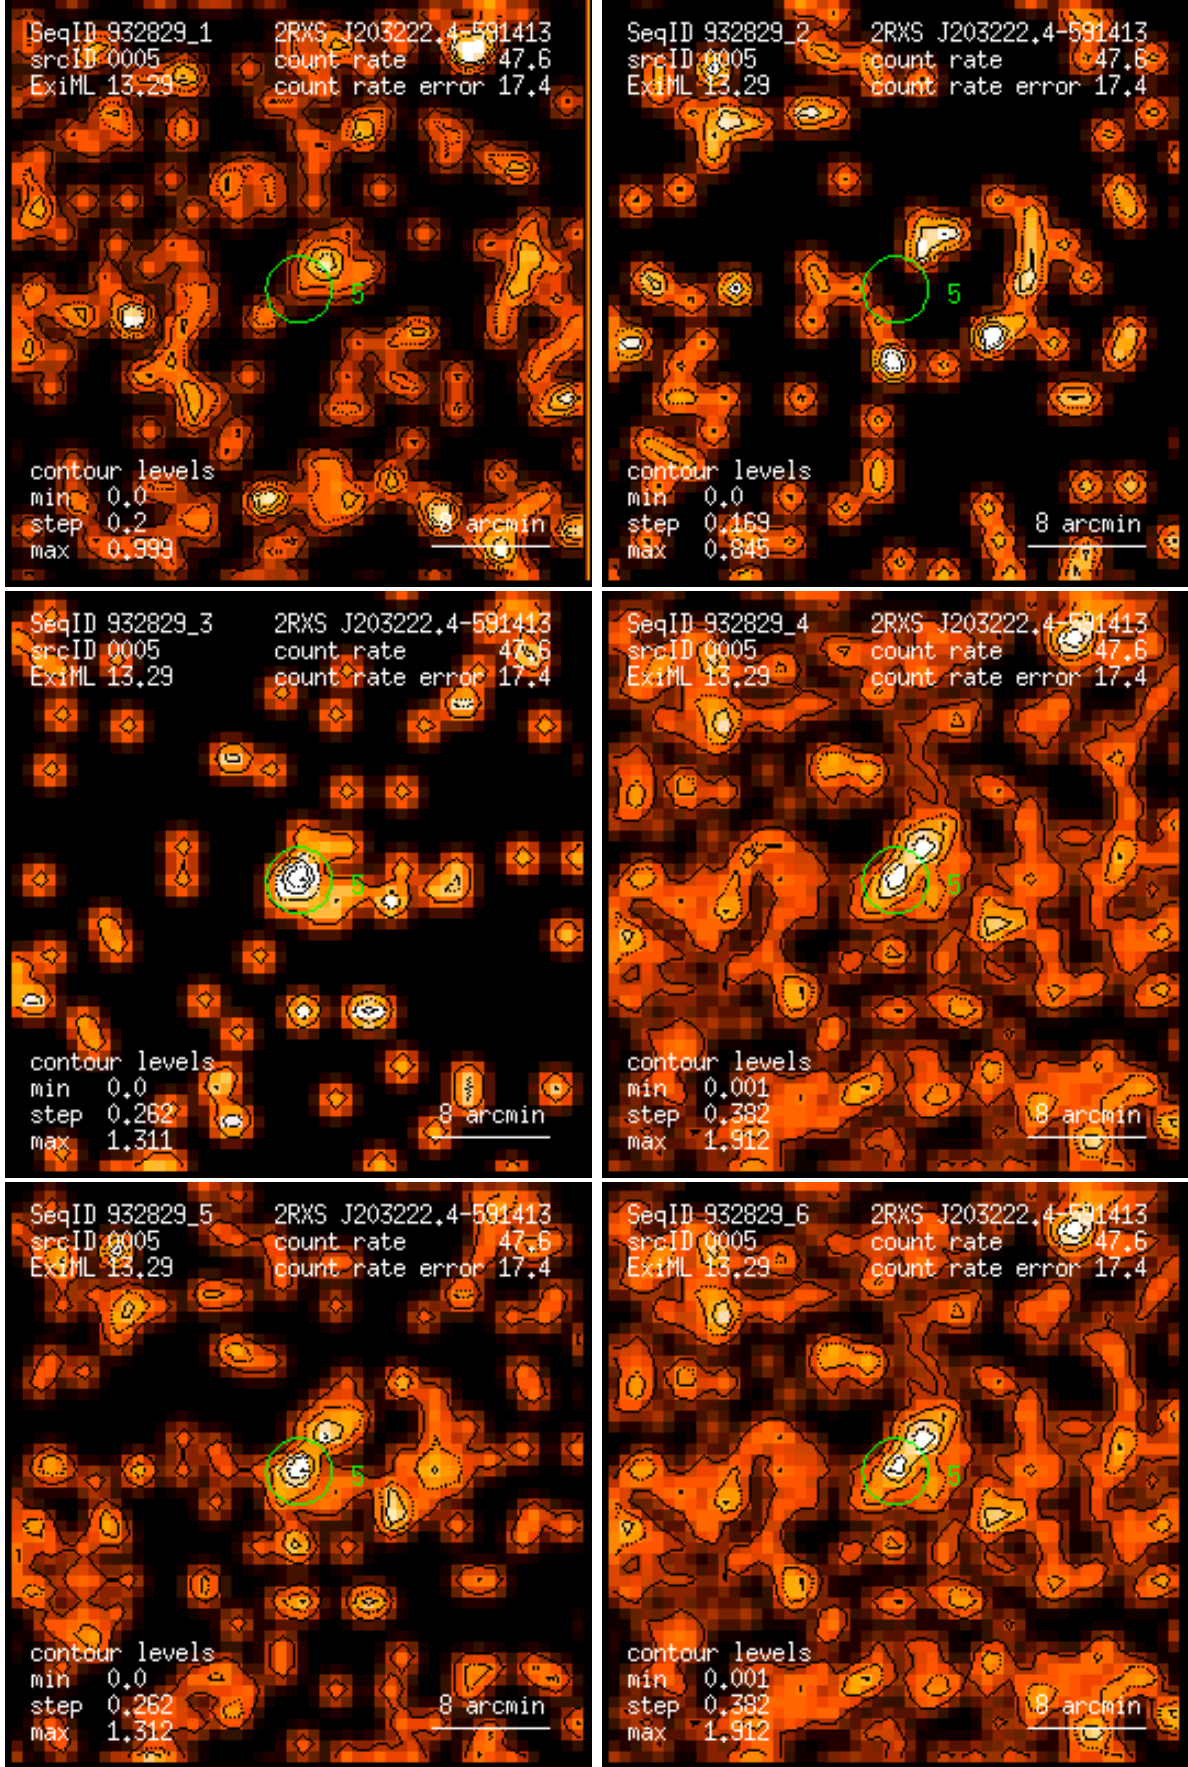 SeqID 932829_1 2RXS J203222.4-591413
srcID 0005 count rate 47.6
ExiML 13.29 count rate error 17.4
5
contour levels
min 0.0
step 0.2
max 0.999
8 arcmin
SeqID 932829_2 2RXS J203222.4-591413
srcID 0005 count rate 47.6
ExiML 13.29 count rate error 17.4
5
contour levels
min 0.0
step 0.169
max 0.845
8 arcmin
SeqID 932829_3 2RXS J203222.4-591413
srcID 0005 count rate 47.6
ExiML 13.29 count rate error 17.4
5
contour levels
min 0.0
step 0.262
max 1.311
8 arcmin
SeqID 932829_4 2RXS J203222.4-591413
srcID 0005 count rate 47.6
ExiML 13.29 count rate error 17.4
5
contour levels
min 0.001
step 0.382
max 1.912
8 arcmin
SeqID 932829_5 2RXS J203222.4-591413
srcID 0005 count rate 47.6
ExiML 13.29 count rate error 17.4
5
contour levels
min 0.0
step 0.262
max 1.312
8 arcmin
SeqID 932829_6 2RXS J203222.4-591413
srcID 0005 count rate 47.6
ExiML 13.29 count rate error 17.4
5
contour levels
min 0.001
step 0.382
max 1.912
8 arcmin